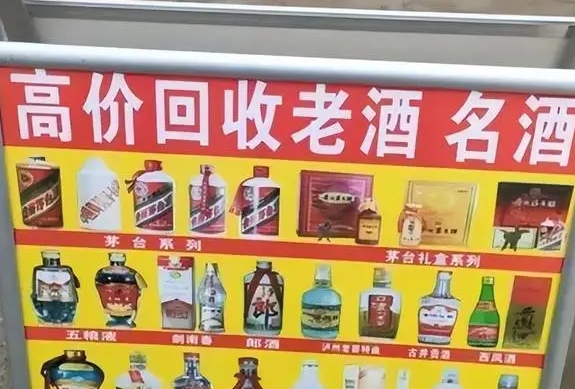 高价回收老酒 名酒
茅台系列 茅台礼盒系列
五粮液 剑南春 郎酒 泸州老窖特曲 古井贡酒 西凤酒